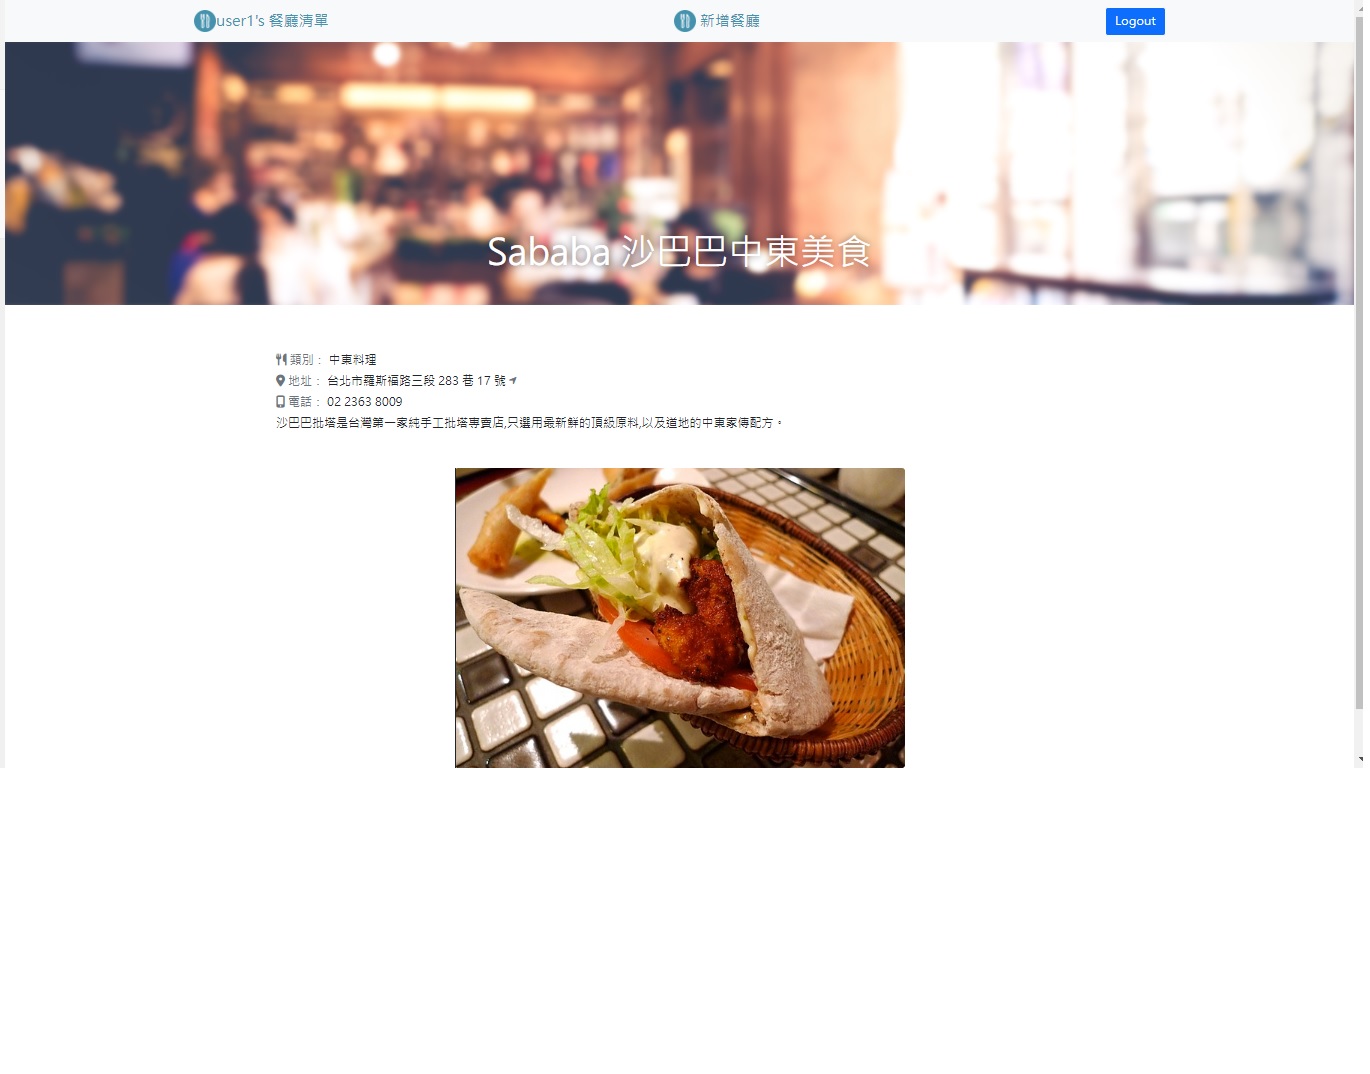 user1's 餐廳清單
新增餐廳
Logout
Sababa 沙巴巴中東美食
類別： 中東料理
地址： 台北市羅斯福路三段 283 巷 17 號
電話： 02 2363 8009
沙巴巴批塔是台灣第一家純手工批塔專賣店,只選用最新鮮的頂級原料,以及道地的中東家傳配方。